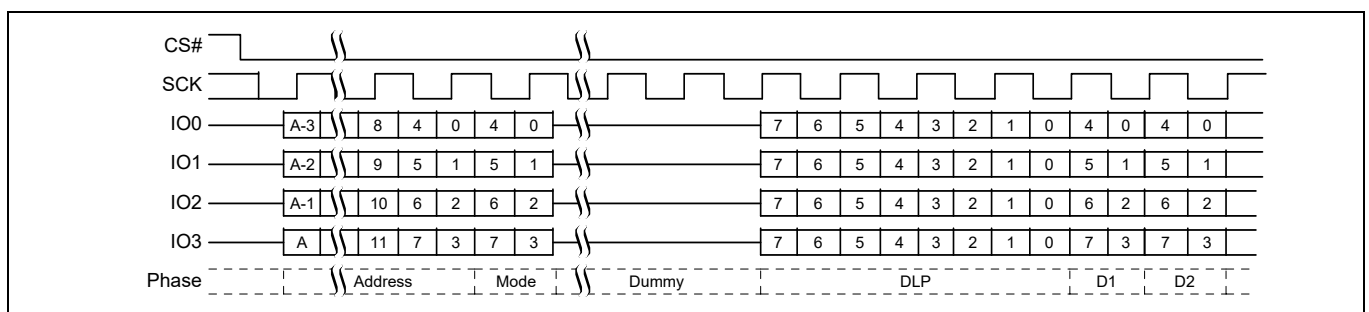 CS#
SCK
IO0 A-3 8 4 0 4 0 7 6 5 4 3 2 1 0 4 0 4 0
IO1 A-2 9 5 1 5 1 7 6 5 4 3 2 1 0 5 1 5 1
IO2 A-1 10 6 2 6 2 7 6 5 4 3 2 1 0 6 2 6 2
IO3 A 11 7 3 7 3 7 6 5 4 3 2 1 0 7 3 7 3
Phase Address Mode Dummy DLP D1 D2